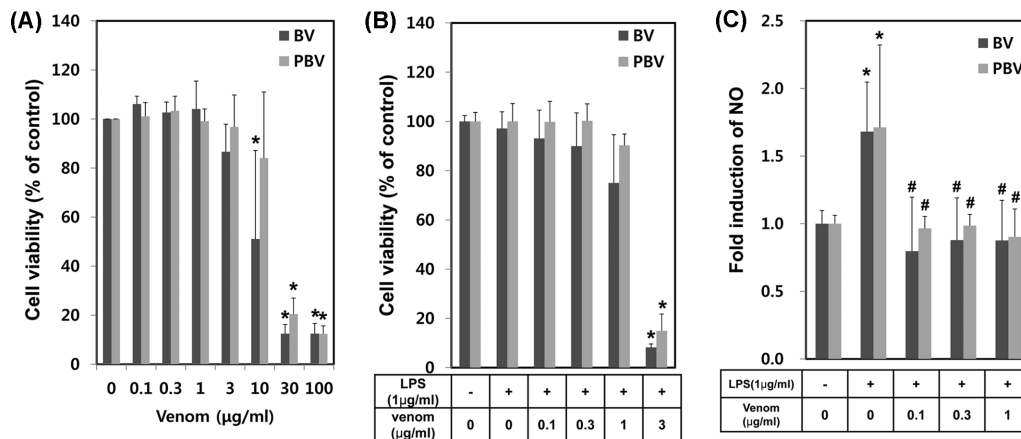 (A)
140
120
100
80
60
40
20
0
Cell viability (% of control)
BV
PBV
*
* *
* *
0 0.1 0.3 1 3 10 30 100
Venom (μg/ml)
(B)
140
120
100
80
60
40
20
0
Cell viability (% of control)
BV
PBV
* *
LPS (1μg/ml) - + + + + +
venom (μg/ml) 0 0 0.1 0.3 1 3
(C)
2.5
2.0
1.5
1.0
0.5
0.0
Fold induction of NO
BV
PBV
* *
# # # # # #
LPS(1μg/ml) - + + + +
Venom (μg/ml) 0 0 0.1 0.3 1